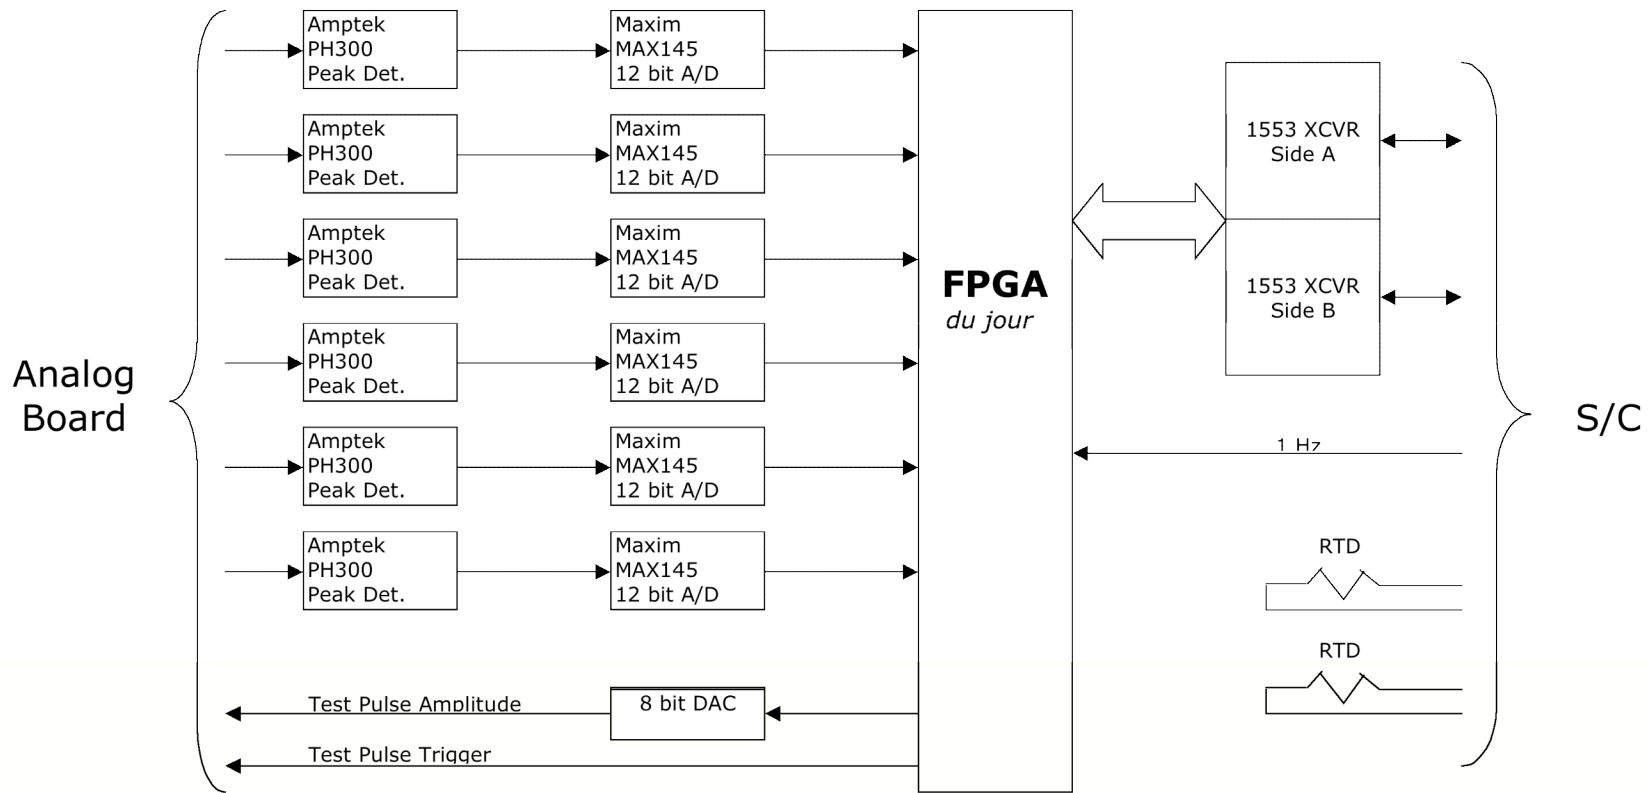 Amptek
PH300
Peak Det.
Maxim
MAX145
12 bit A/D
Amptek
PH300
Peak Det.
Maxim
MAX145
12 bit A/D
Amptek
PH300
Peak Det.
Maxim
MAX145
12 bit A/D
Amptek
PH300
Peak Det.
Maxim
MAX145
12 bit A/D
Amptek
PH300
Peak Det.
Maxim
MAX145
12 bit A/D
Amptek
PH300
Peak Det.
Maxim
MAX145
12 bit A/D
Analog
Board
FPGA
du jour
1553 XCVR
Side A
1553 XCVR
Side B
S/C
1 Hz
RTD
RTD
Test Pulse Amplitude
8 bit DAC
Test Pulse Trigger